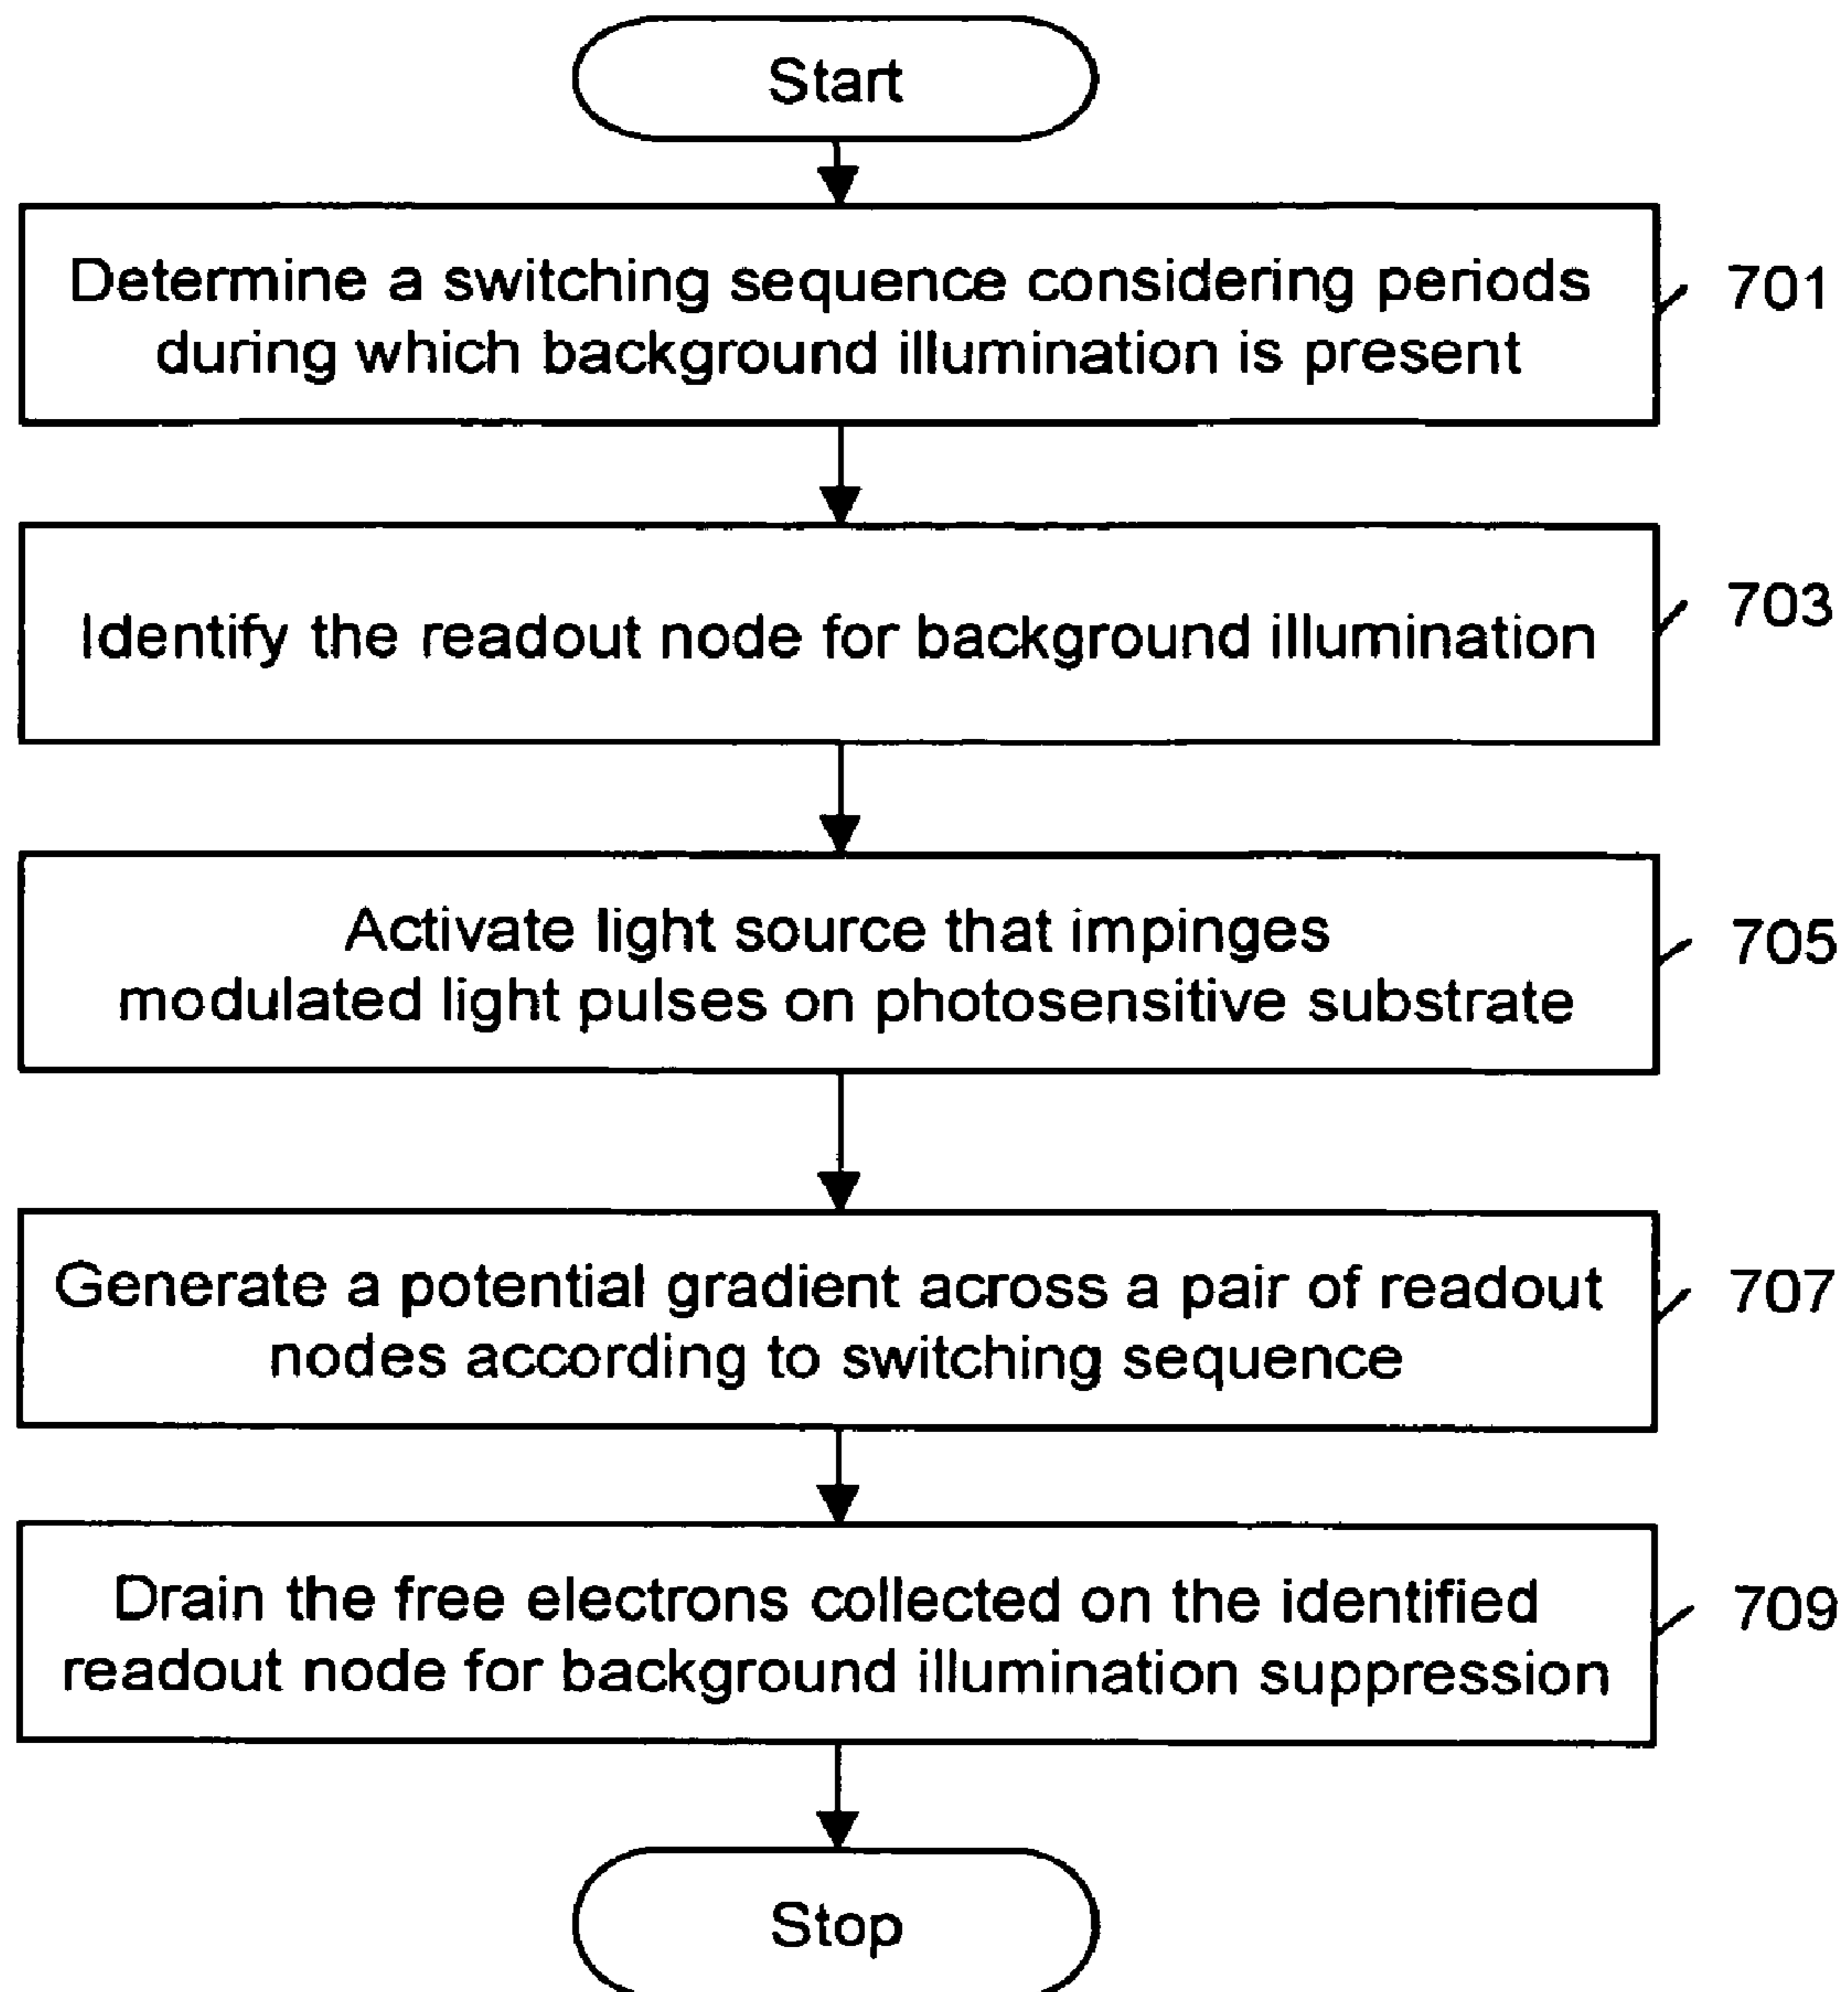 Start
Determine a switching sequence considering periods
during which background illumination is present
701
Identify the readout node for background illumination
703
Activate light source that impinges
modulated light pulses on photosensitive substrate
705
Generate a potential gradient across a pair of readout
nodes according to switching sequence
707
Drain the free electrons collected on the identified
readout node for background illumination suppression
709
Stop